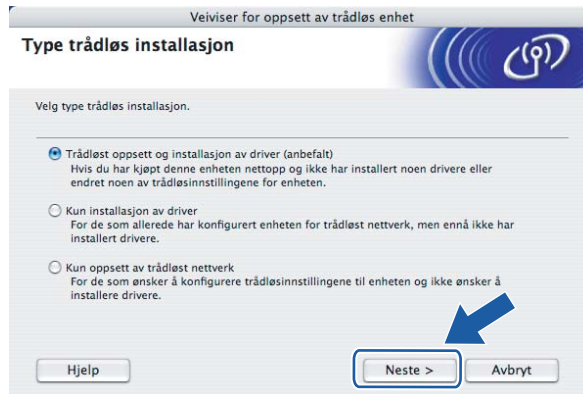 Veiviser for oppsett av trådløs enhet
Type trådløs installasjon
Velg type trådløs installasjon.
Trådløst oppsett og installasjon av driver (anbefalt)
Hvis du har kjøpt denne enheten nettopp og ikke har installert noen drivere eller
endret noen av trådløsinnstillingene for enheten.
Kun installasjon av driver
For de som allerede har konfigurert enheten for trådløst nettverk, men ennå ikke har
installert drivere.
Kun oppsett av trådløst nettverk
For de som ønsker å konfigurere trådløsinnstillingene til enheten og ikke ønsker å
installere drivere.
Hjelp
Neste >
Avbryt